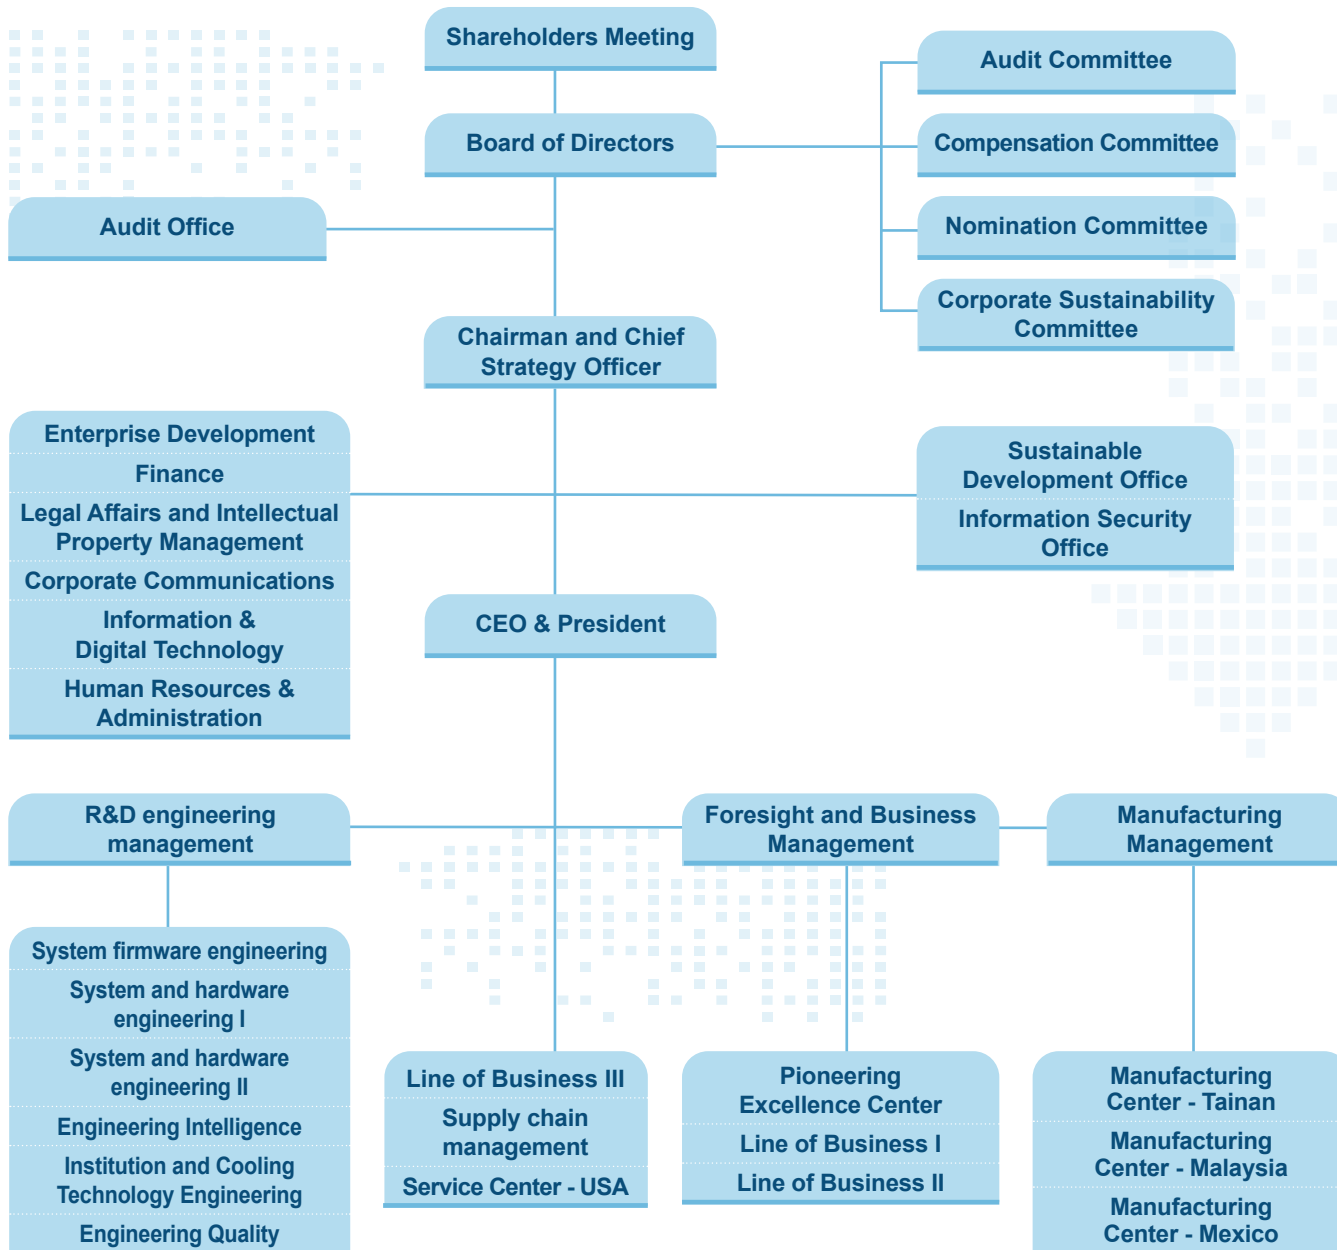 Shareholders Meeting
Audit Committee
Board of Directors
Compensation Committee
Audit Office
Nomination Committee
Corporate Sustainability
Committee
Chairman and Chief
Strategy Officer
Enterprise Development
Finance
Legal Affairs and Intellectual
Property Management
Corporate Communications
Information &
Digital Technology
Human Resources &
Administration
Sustainable
Development Office
Information Security
Office
CEO & President
R&D engineering
management
Foresight and Business
Management
Manufacturing
Management
System firmware engineering
System and hardware
engineering I
System and hardware
engineering II
Engineering Intelligence
Institution and Cooling
Technology Engineering
Engineering Quality
Line of Business III
Supply chain
management
Service Center - USA
Pioneering
Excellence Center
Line of Business I
Line of Business II
Manufacturing
Center - Tainan
Manufacturing
Center - Malaysia
Manufacturing
Center - Mexico